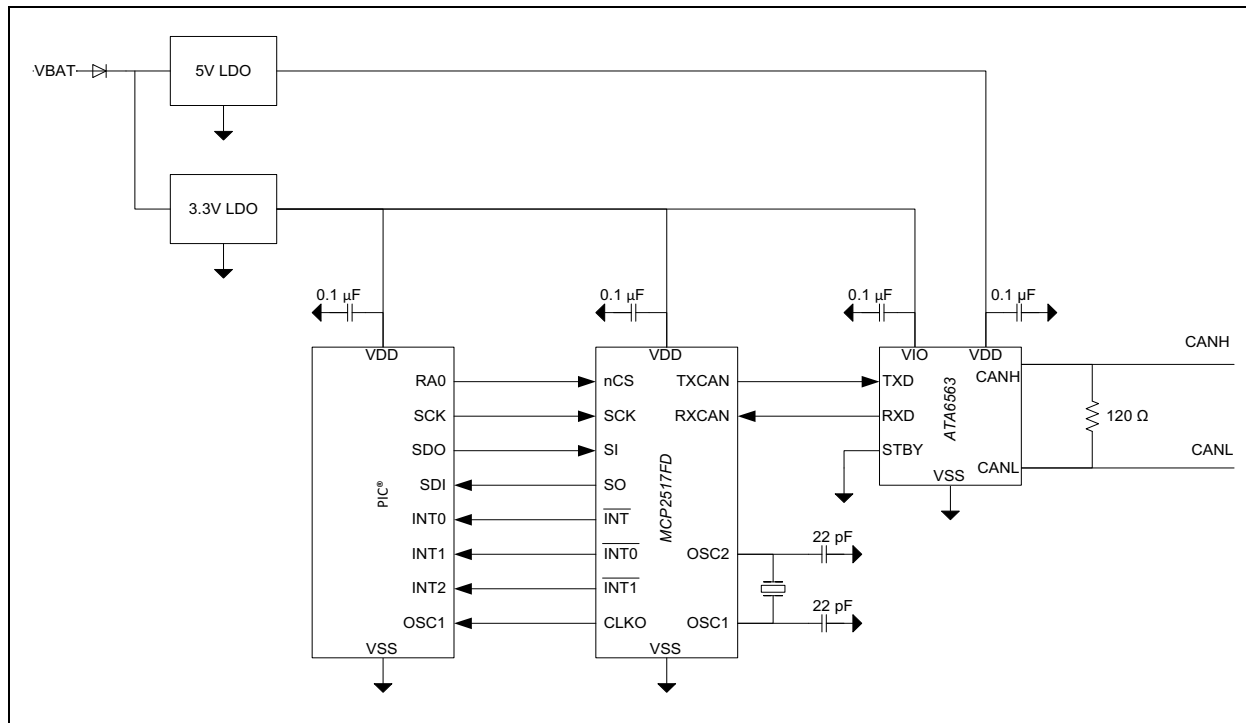 VBAT
5V LDO
3.3V LDO
0.1 µF
0.1 µF
0.1 µF
0.1 µF
VDD
RA0
SCK
SDO
SDI
INT0
INT1
INT2
OSC1
VSS
PIC®
VDD
nCS
SCK
SI
SO
INT
INT0
INT1
CLKO
VSS
MCP2517FD
TXCAN
RXCAN
OSC2
OSC1
22 pF
22 pF
VIO
VDD
TXD
RXD
STBY
VSS
ATA6563
CANH
CANL
CANH
120 Ω
CANL